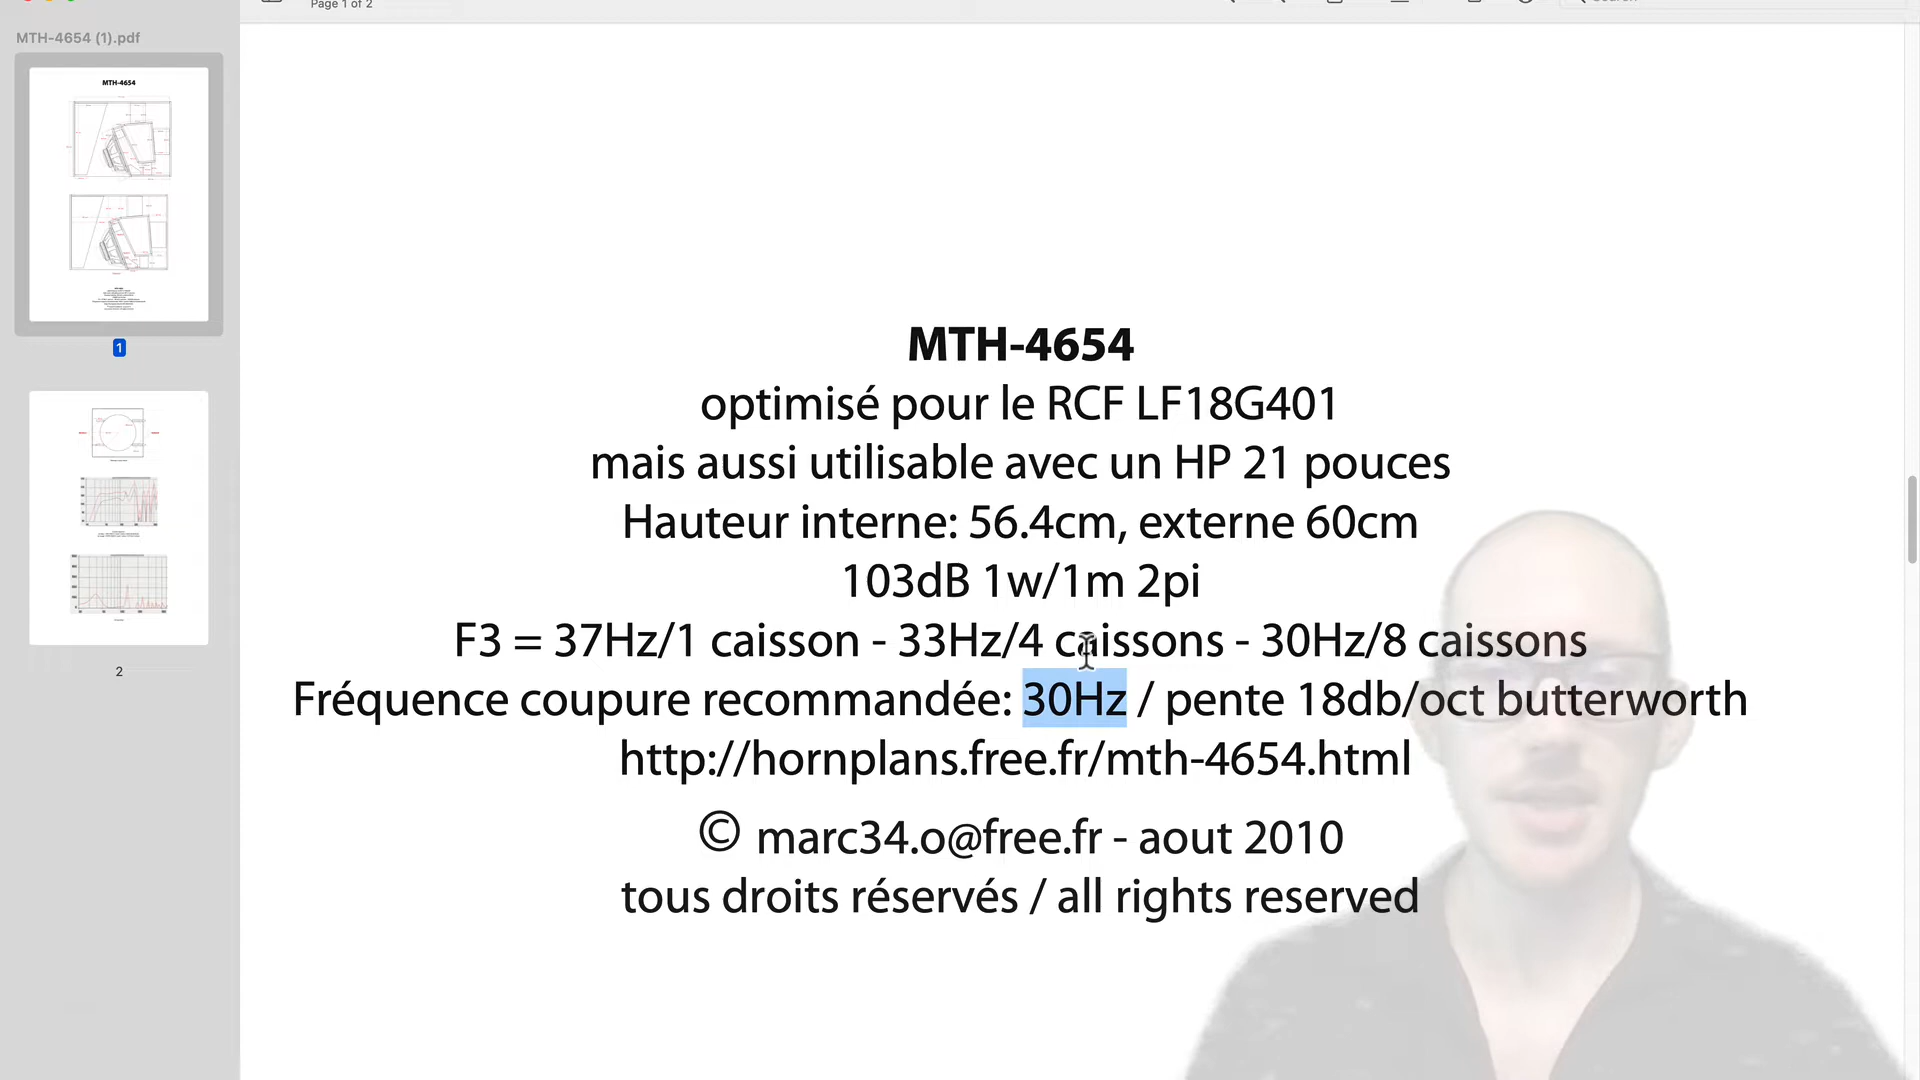 Page 1 of 2
MTH-4654 (1).pdf
MTH-4654
1
2
MTH-4654
optimisé pour le RCF LF18G401
mais aussi utilisable avec un HP 21 pouces
Hauteur interne: 56.4cm, externe 60cm
103dB 1w/1m 2pi
F3 = 37Hz/1 caisson - 33Hz/4 caissons - 30Hz/8 caissons
Fréquence coupure recommandée: 30Hz / pente 18db/oct butterworth
http://hornplans.free.fr/mth-4654.html
© marc34.o@free.fr - aout 2010
tous droits réservés / all rights reserved